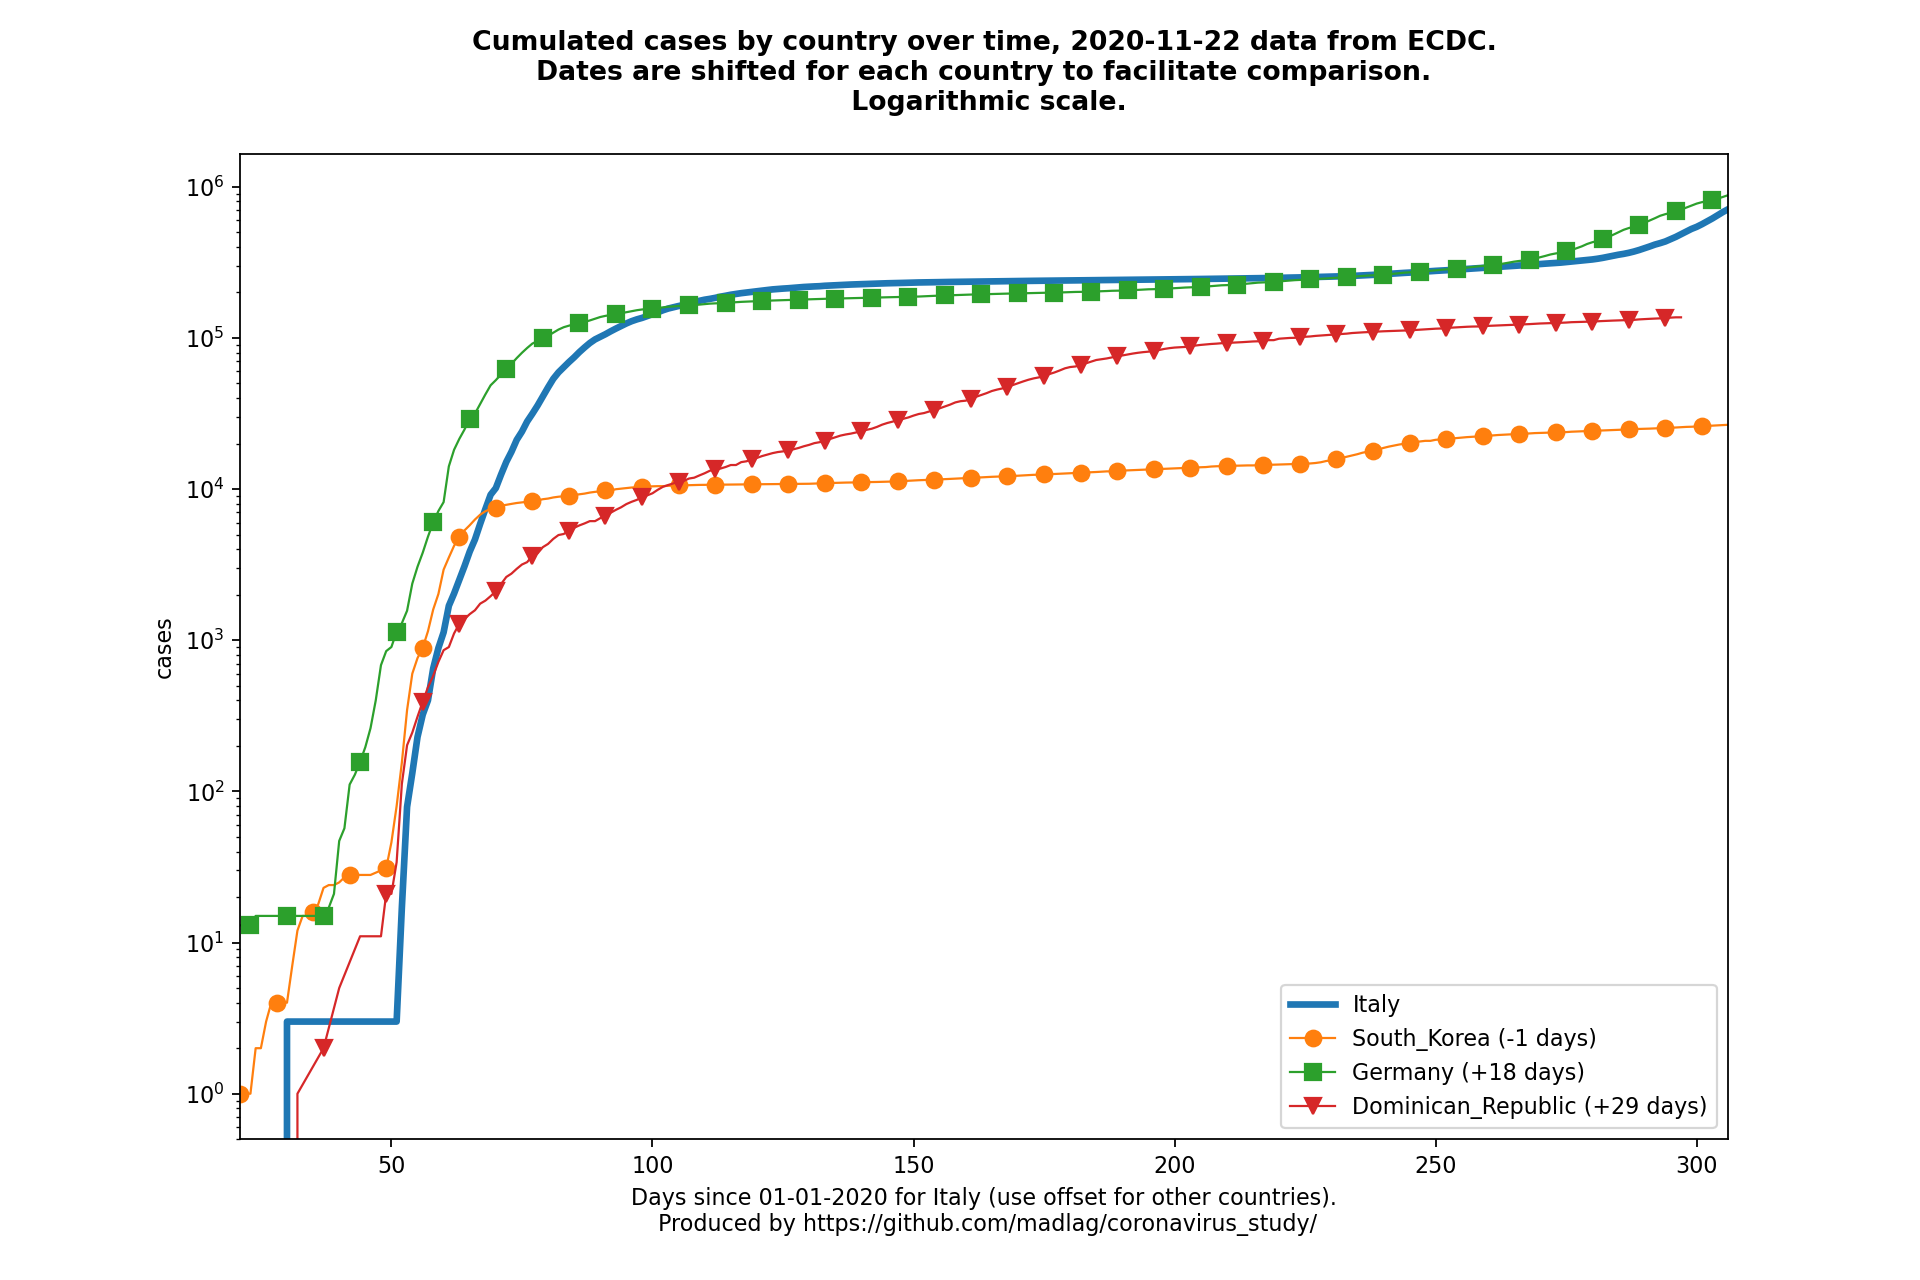 Cumulated cases by country over time, 2020-11-22 data from ECDC.
Dates are shifted for each country to facilitate comparison.
Logarithmic scale.
10^6
10^5
10^4
10^3
10^2
10^1
10^0
cases
50 100 150 200 250 300
Italy
South_Korea (-1 days)
Germany (+18 days)
Dominican_Republic (+29 days)
Days since 01-01-2020 for Italy (use offset for other countries).
Produced by https://github.com/madlag/coronavirus_study/